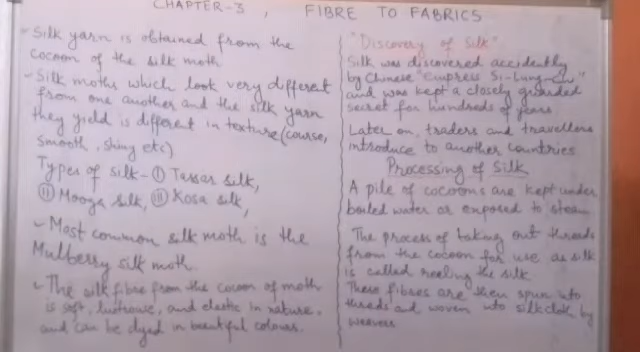 CHAPTER-3, FIBRE TO FABRICS
- Silk yarn is obtained from the
cocoon of the silk moth
- Silk moths which look very different
from one another and the silk yarn
they yield is different in texture (course,
smooth, shiny etc)
Types of silk - (I) Tassar silk,
(II) Mooga silk, (II) Kosa silk,
- Most common silk moth is the
Mulberry silk moth.
- The silk fibre from the cocoon of moth
is soft, lustrowe, and elastic in nature,
and can be dyed in beautiful colours.
"Discovery of Silk"
Silk was discovered accidently
by Chinese "empress Si-lung-
and was kept a closely guarded
secret for hundreds of years
Later on, traders and travellers
introduce to another countries
Processing of Silk
A pile of cocoons are kept under
boiled water or exposed to steam
The process of taking out threads
from the cocoon for use as silk
is called reeling the silk.
These fibres are then spun into
threads and woven into silk cloth by
weavers